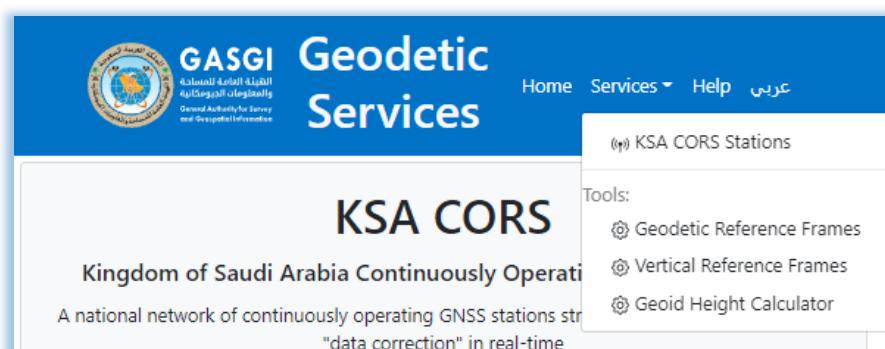 GASGI
الهيئة العامة للمساحة
والمعلومات الجيومكانية
General Authority for Survey
and Geospatial Information
Geodetic
Services
Home Services Help عربي
KSA CORS Stations
Tools:
Geodetic Reference Frames
Vertical Reference Frames
Geoid Height Calculator
KSA CORS
Kingdom of Saudi Arabia Continuously Operati
A national network of continuously operating GNSS stations str
"data correction" in real-time